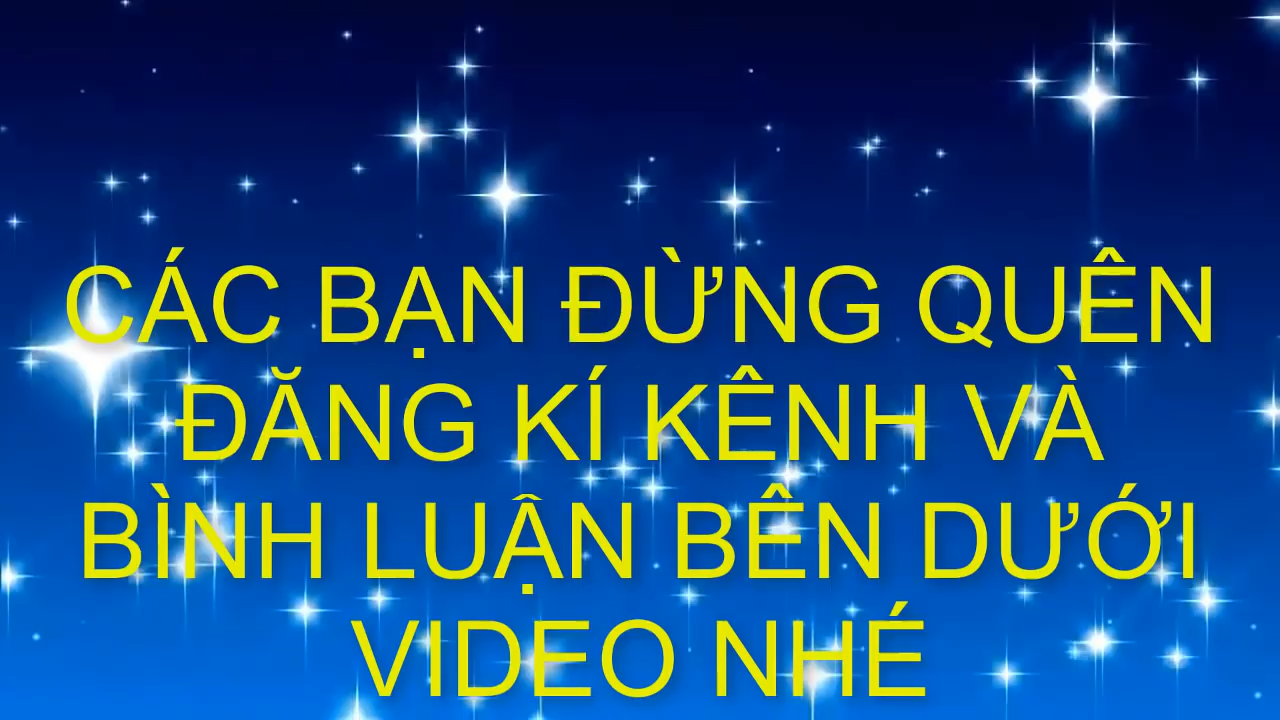 CÁC BẠN ĐỪNG QUÊN
ĐĂNG KÍ KÊNH VÀ
BÌNH LUẬN BÊN DƯỚI
VIDEO NHÉ